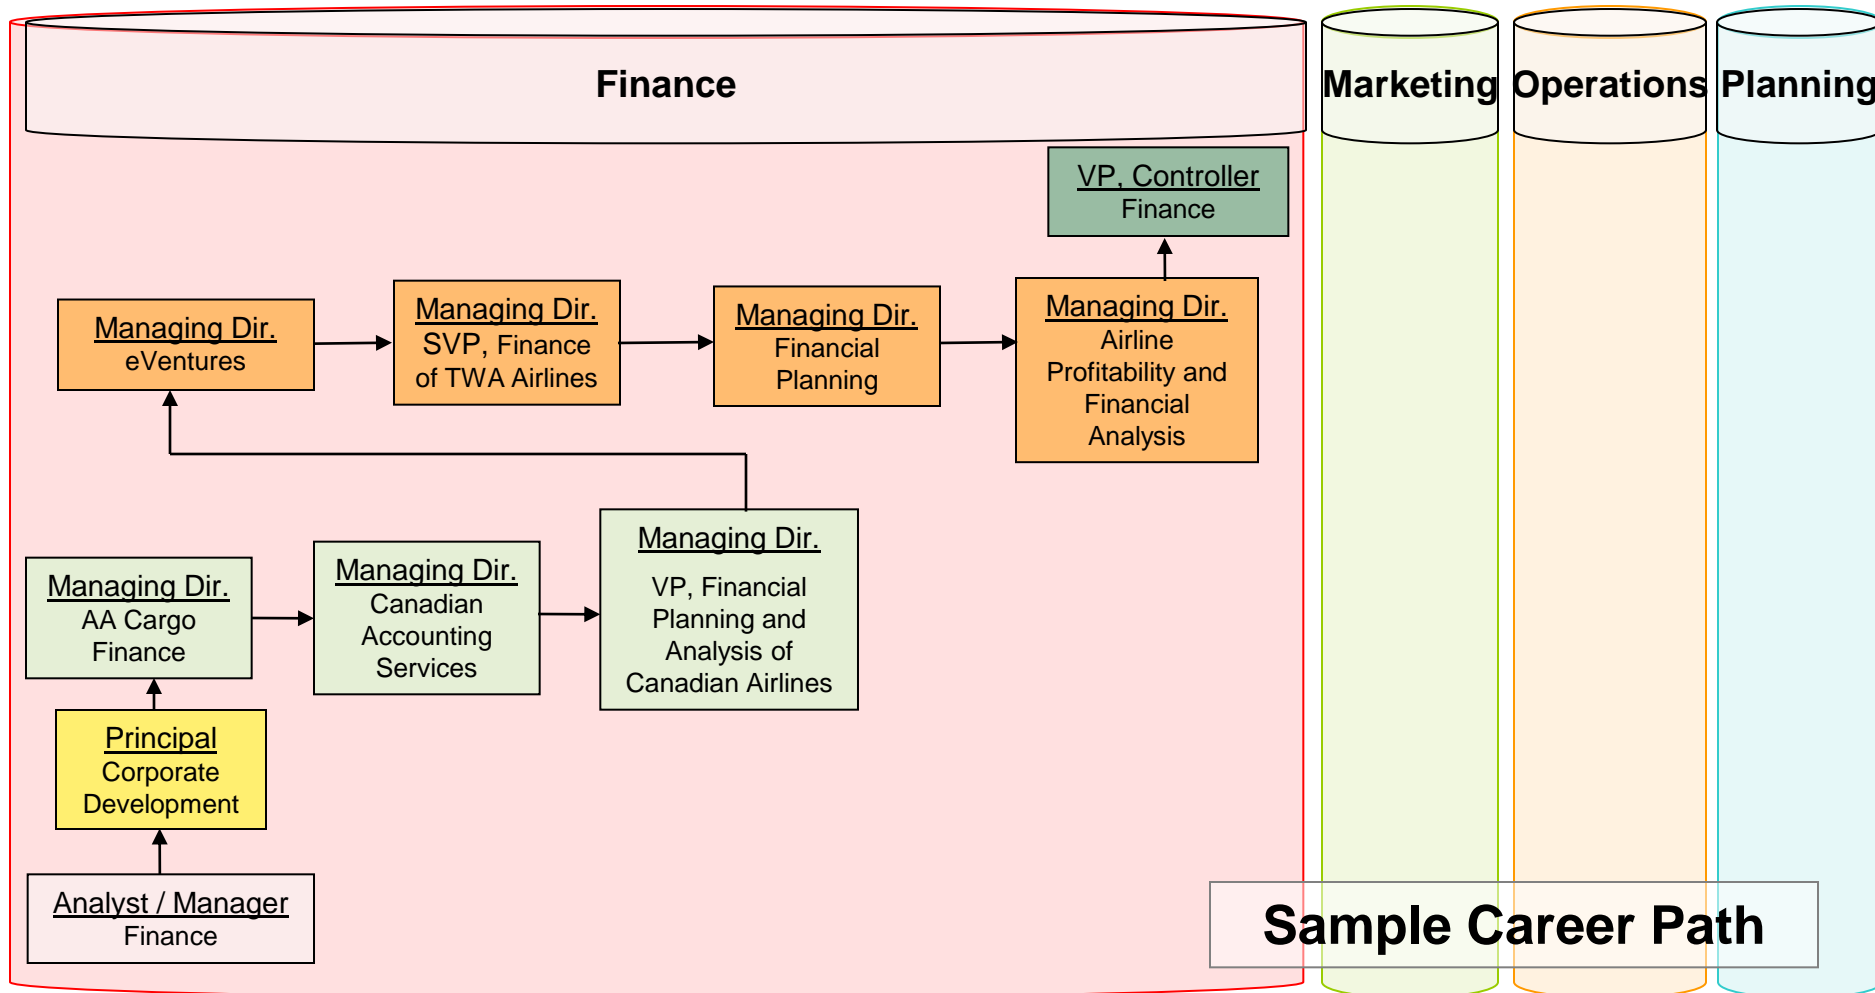 Finance
Marketing
Operations
Planning
VP, Controller
Finance
Managing Dir.
eVentures
Managing Dir.
SVP, Finance
of TWA Airlines
Managing Dir.
Financial
Planning
Managing Dir.
Airline
Profitability and
Financial
Analysis
Managing Dir.
AA Cargo
Finance
Managing Dir.
Canadian
Accounting
Services
Managing Dir.
VP, Financial
Planning and
Analysis of
Canadian Airlines
Principal
Corporate
Development
Analyst / Manager
Finance
Sample Career Path